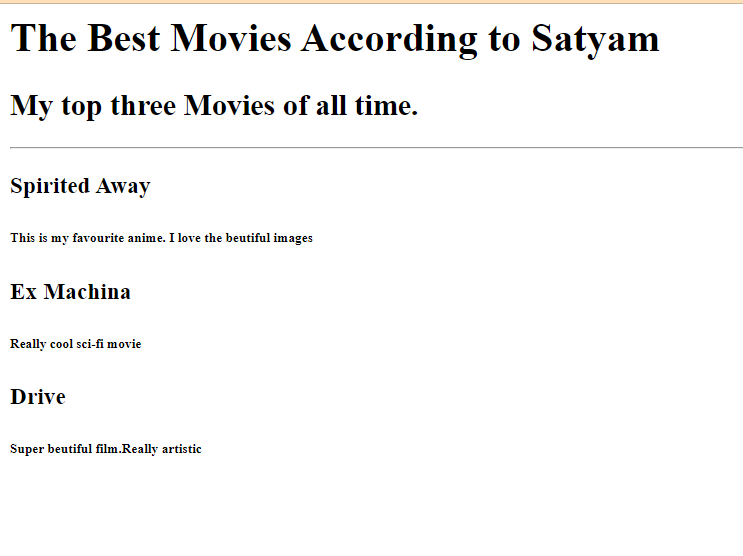 The Best Movies According to Satyam
My top three Movies of all time.
Spirited Away
This is my favourite anime. I love the beutiful images
Ex Machina
Really cool sci-fi movie
Drive
Super beutiful film.Really artistic